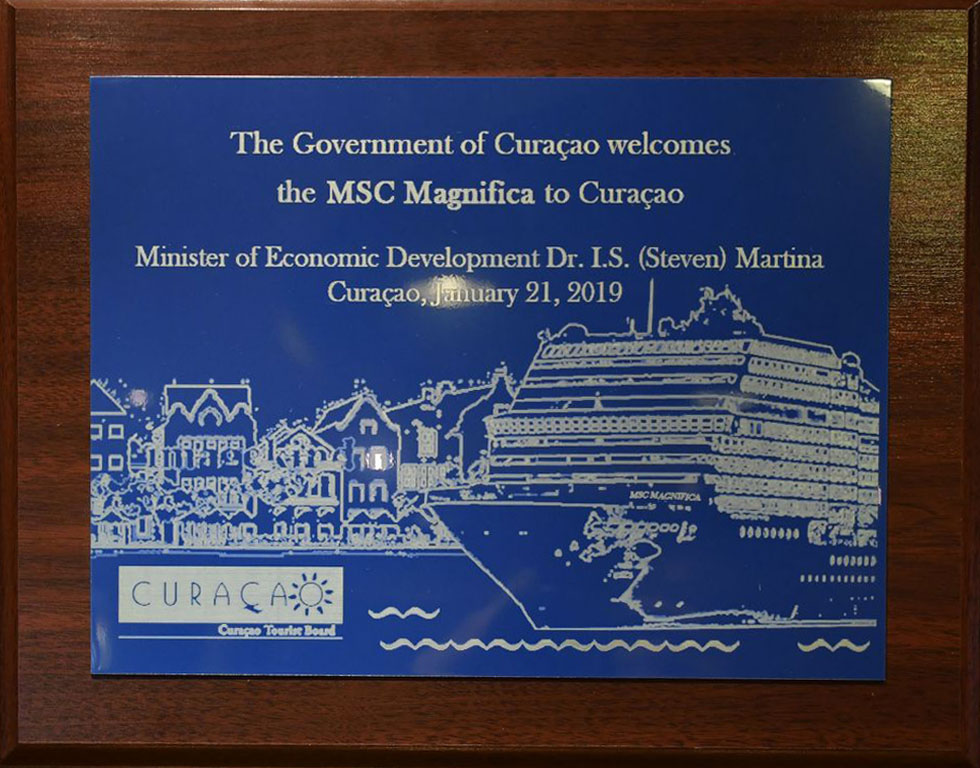 The Government of Curaçao welcomes
the MSC Magnifica to Curaçao
Minister of Economic Development Dr. I.S. (Steven) Martina
Curaçao, January 21, 2019
MSC MAGNIFICA
CURAÇAO
Curaçao Tourist Board